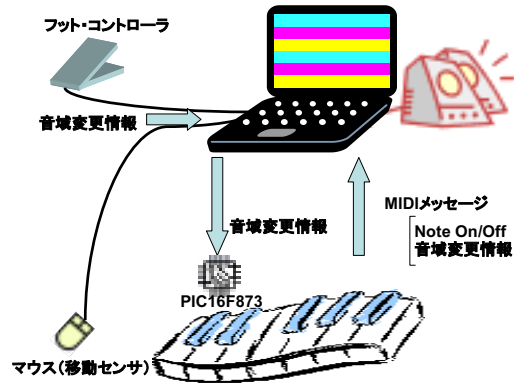 フット・コントローラ
音域変更情報
音域変更情報
MIDIメッセージ
Note On/Off
音域変更情報
PIC16F873
マウス(移動センサ)